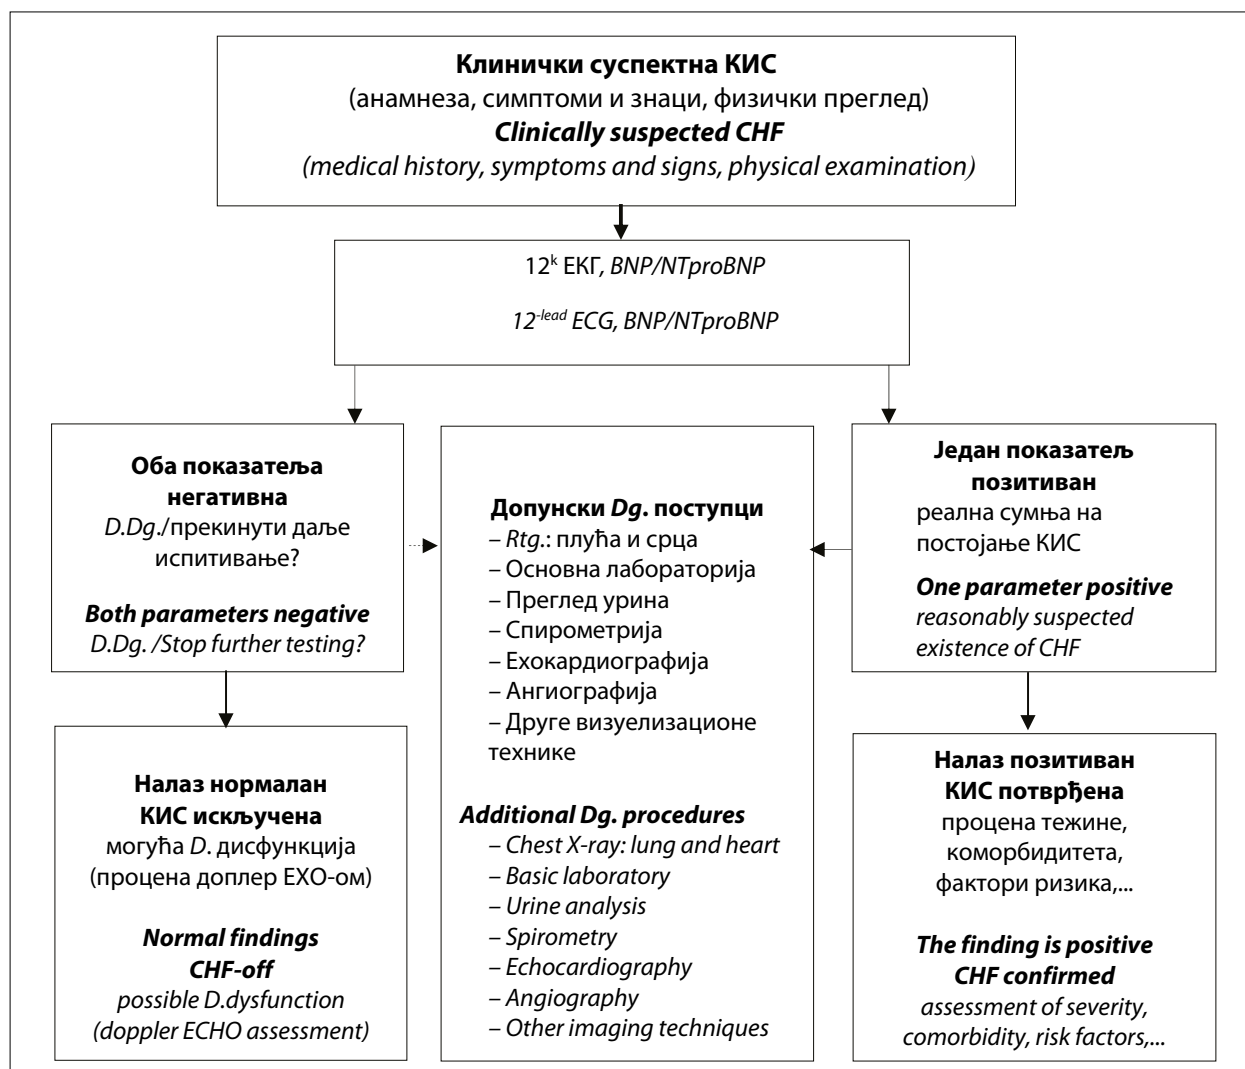 Клинички суспектна КИС
(анамнеза, симптоми и знаци, физички преглед)
Clinically suspected CHF
(medical history, symptoms and signs, physical examination)
12ᵏ ЕКГ, BNP/NTproBNP
12⁻ˡᵉᵃᵈ ECG, BNP/NTproBNP
Оба показатеља
негативна
D.Dg./прекинути даље
испитивање?
Both parameters negative
D.Dg. /Stop further testing?
Допунски Dg. поступци
– Rtg.: плућа и срца
– Основна лабораторија
– Преглед урина
– Спирометрија
– Ехокардиографија
– Ангиографија
– Друге визуелизационе
технике
Additional Dg. procedures
– Chest X-ray: lung and heart
– Basic laboratory
– Urine analysis
– Spirometry
– Echocardiography
– Angiography
– Other imaging techniques
Један показатељ
позитиван
реална сумња на
постојање КИС
One parameter positive
reasonably suspected
existence of CHF
Налаз нормалан
КИС искључена
могућа D. дисфункција
(процена доплер ЕХО-ом)
Normal findings
CHF-off
possible D.dysfunction
(doppler ECHO assessment)
Налаз позитиван
КИС потврђена
процена тежине,
коморбидитета,
фактори ризика,...
The finding is positive
CHF confirmed
assessment of severity,
comorbidity, risk factors,...